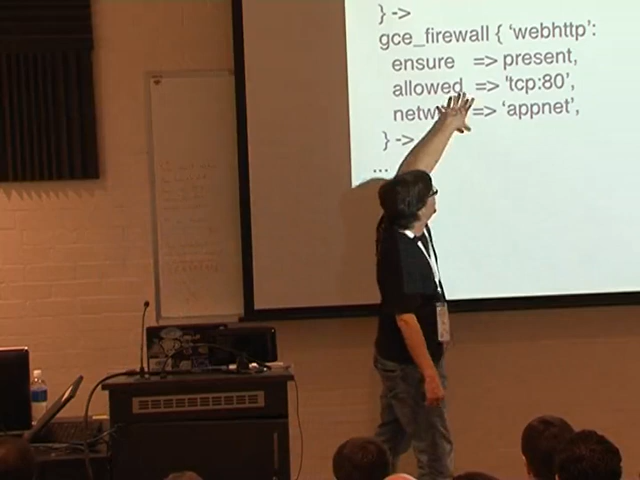 } ->
gce_firewall { ‘webhttp’:
ensure => present,
allowed => 'tcp:80’,
=> ‘appnet’,
} ->
...